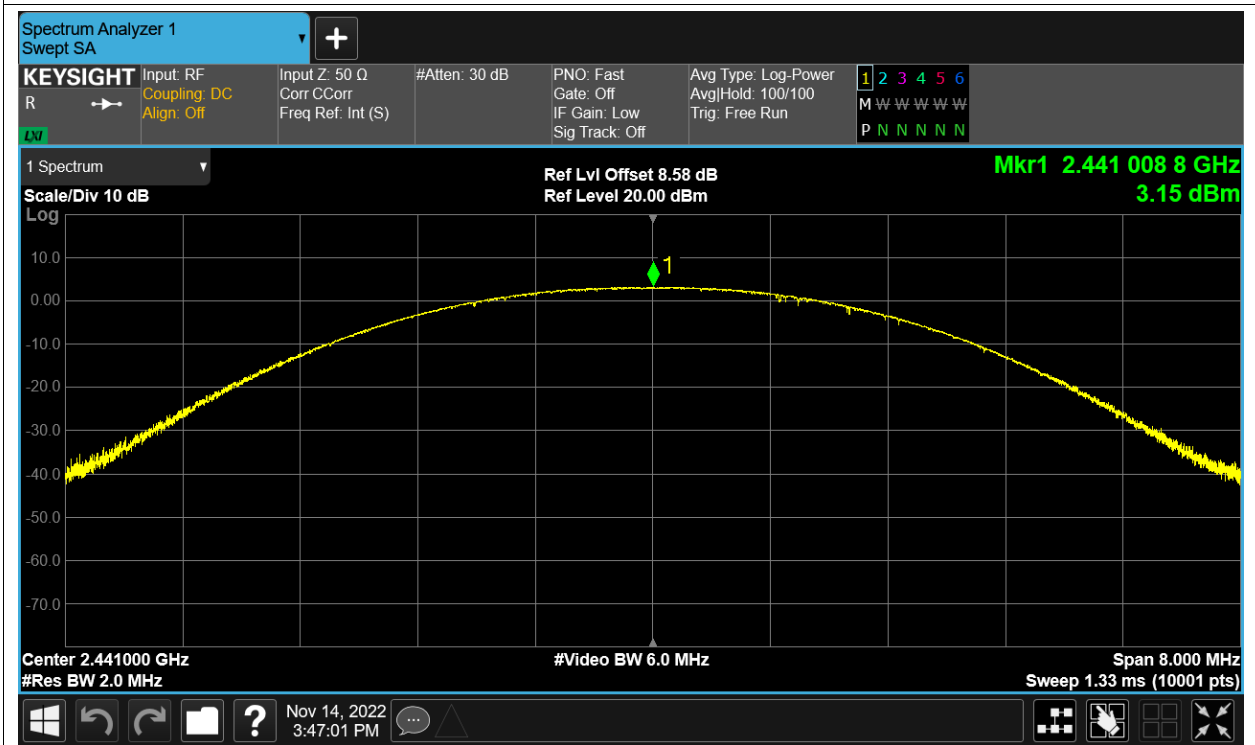 Spectrum Analyzer 1
Swept SA
KEYSIGHT
R
LXI
Input: RF
Coupling: DC
Align: Off
Input Z: 50 Ω
Corr CCorr
Freq Ref: Int (S)
#Atten: 30 dB
PNO: Fast
Gate: Off
IF Gain: Low
Sig Track: Off
Avg Type: Log-Power
Avg|Hold: 100/100
Trig: Free Run
1 2 3 4 5 6
M W W W W W
P N N N N N
1 Spectrum
Scale/Div 10 dB
Ref Lvl Offset 8.58 dB
Ref Level 20.00 dBm
Mkr1 2.441 008 8 GHz
3.15 dBm
Log
10.0
0.00
-10.0
-20.0
-30.0
-40.0
-50.0
-60.0
-70.0
1
Center 2.441000 GHz
#Video BW 6.0 MHz
Span 8.000 MHz
#Res BW 2.0 MHz
Sweep 1.33 ms (10001 pts)
?
Nov 14, 2022
3:47:01 PM